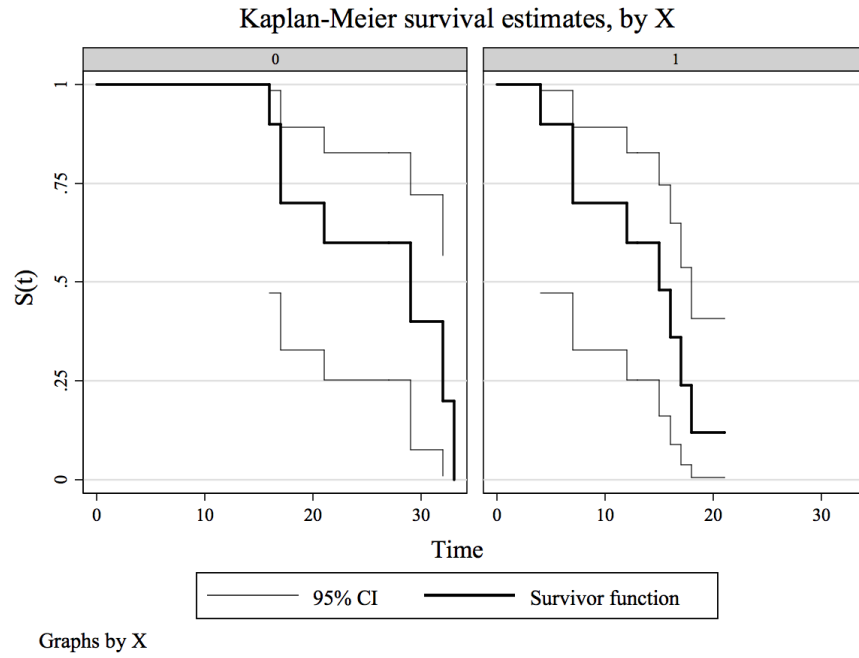 Kaplan-Meier survival estimates, by X
0 1
1
.75
.5
.25
0
S(t)
0 10 20 30 0 10 20 30
Time
95% CI Survivor function
Graphs by X